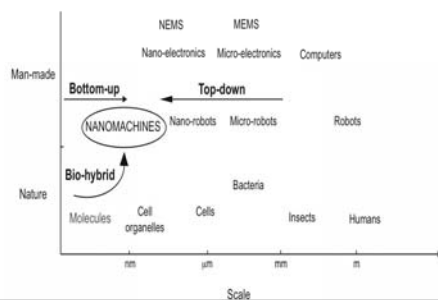 NEMS MEMS
Nano-electronics Micro-electronics Computers
Man-made
Bottom-up Top-down
NANOMACHINES Nano-robots Micro-robots Robots
Bio-hybrid
Nature
Bacteria
Molecules Cell organelles Cells Insects Humans
nm μm mm m
Scale